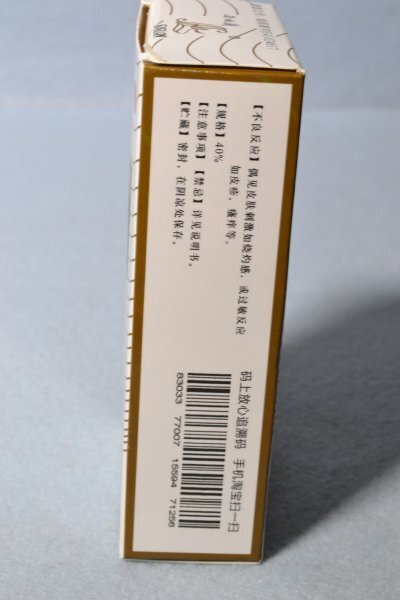 【不良反应】偶见皮肤刺激如烧灼感，或过敏反应
如皮疹，瘙痒等。
【规格】40%
【注意事项】【禁忌】详见说明书。
【贮藏】密封，在阴凉处保存。
码上放心追溯码 手机淘宝扫一扫
83033 77007 15594 71256